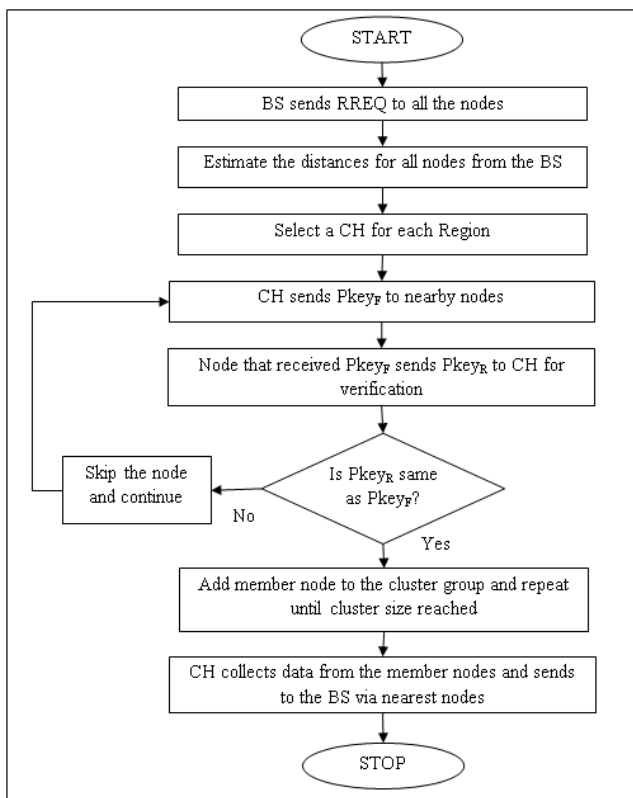 START
BS sends RREQ to all the nodes
Estimate the distances for all nodes from the BS
Select a CH for each Region
CH sends PkeyF to nearby nodes
Node that received PkeyF sends PkeyR to CH for
verification
Is PkeyR same
as PkeyF?
Skip the node
and continue
No
Yes
Add member node to the cluster group and repeat
until cluster size reached
CH collects data from the member nodes and sends
to the BS via nearest nodes
STOP